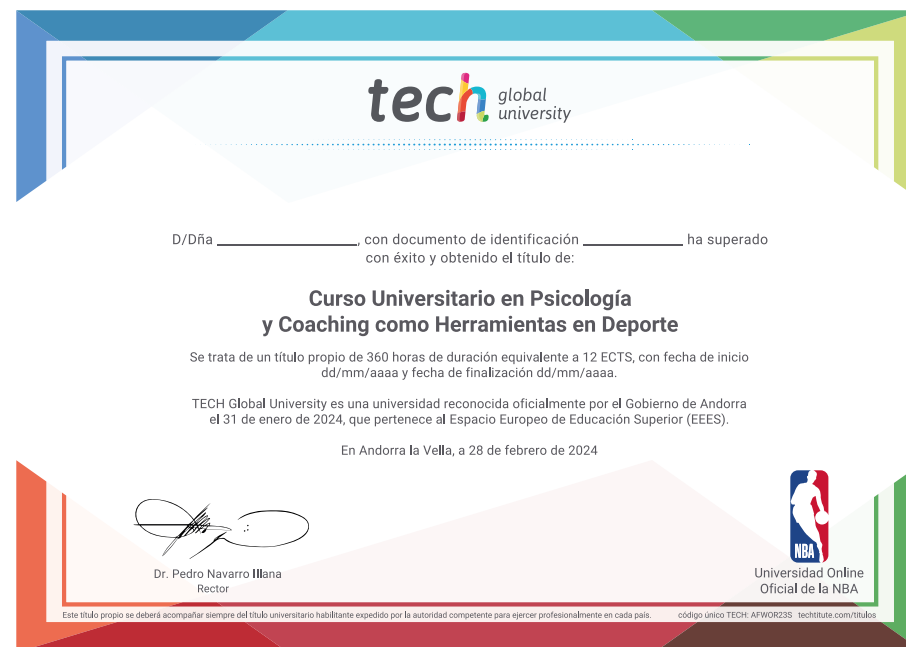 tech global university
D/Dña ____________________, con documento de identificación ______________ ha superado
con éxito y obtenido el título de:
Curso Universitario en Psicología
y Coaching como Herramientas en Deporte
Se trata de un título propio de 360 horas de duración equivalente a 12 ECTS, con fecha de inicio
dd/mm/aaaa y fecha de finalización dd/mm/aaaa.
TECH Global University es una universidad reconocida oficialmente por el Gobierno de Andorra
el 31 de enero de 2024, que pertenece al Espacio Europeo de Educación Superior (EEES).
En Andorra la Vella, a 28 de febrero de 2024
NBA
Dr. Pedro Navarro Illana
Rector
Universidad Online
Oficial de la NBA
Este título propio se deberá acompañar siempre del título universitario habilitante expedido por la autoridad competente para ejercer profesionalmente en cada país.
código único TECH: AFWOR23S techtitute.com/titulos